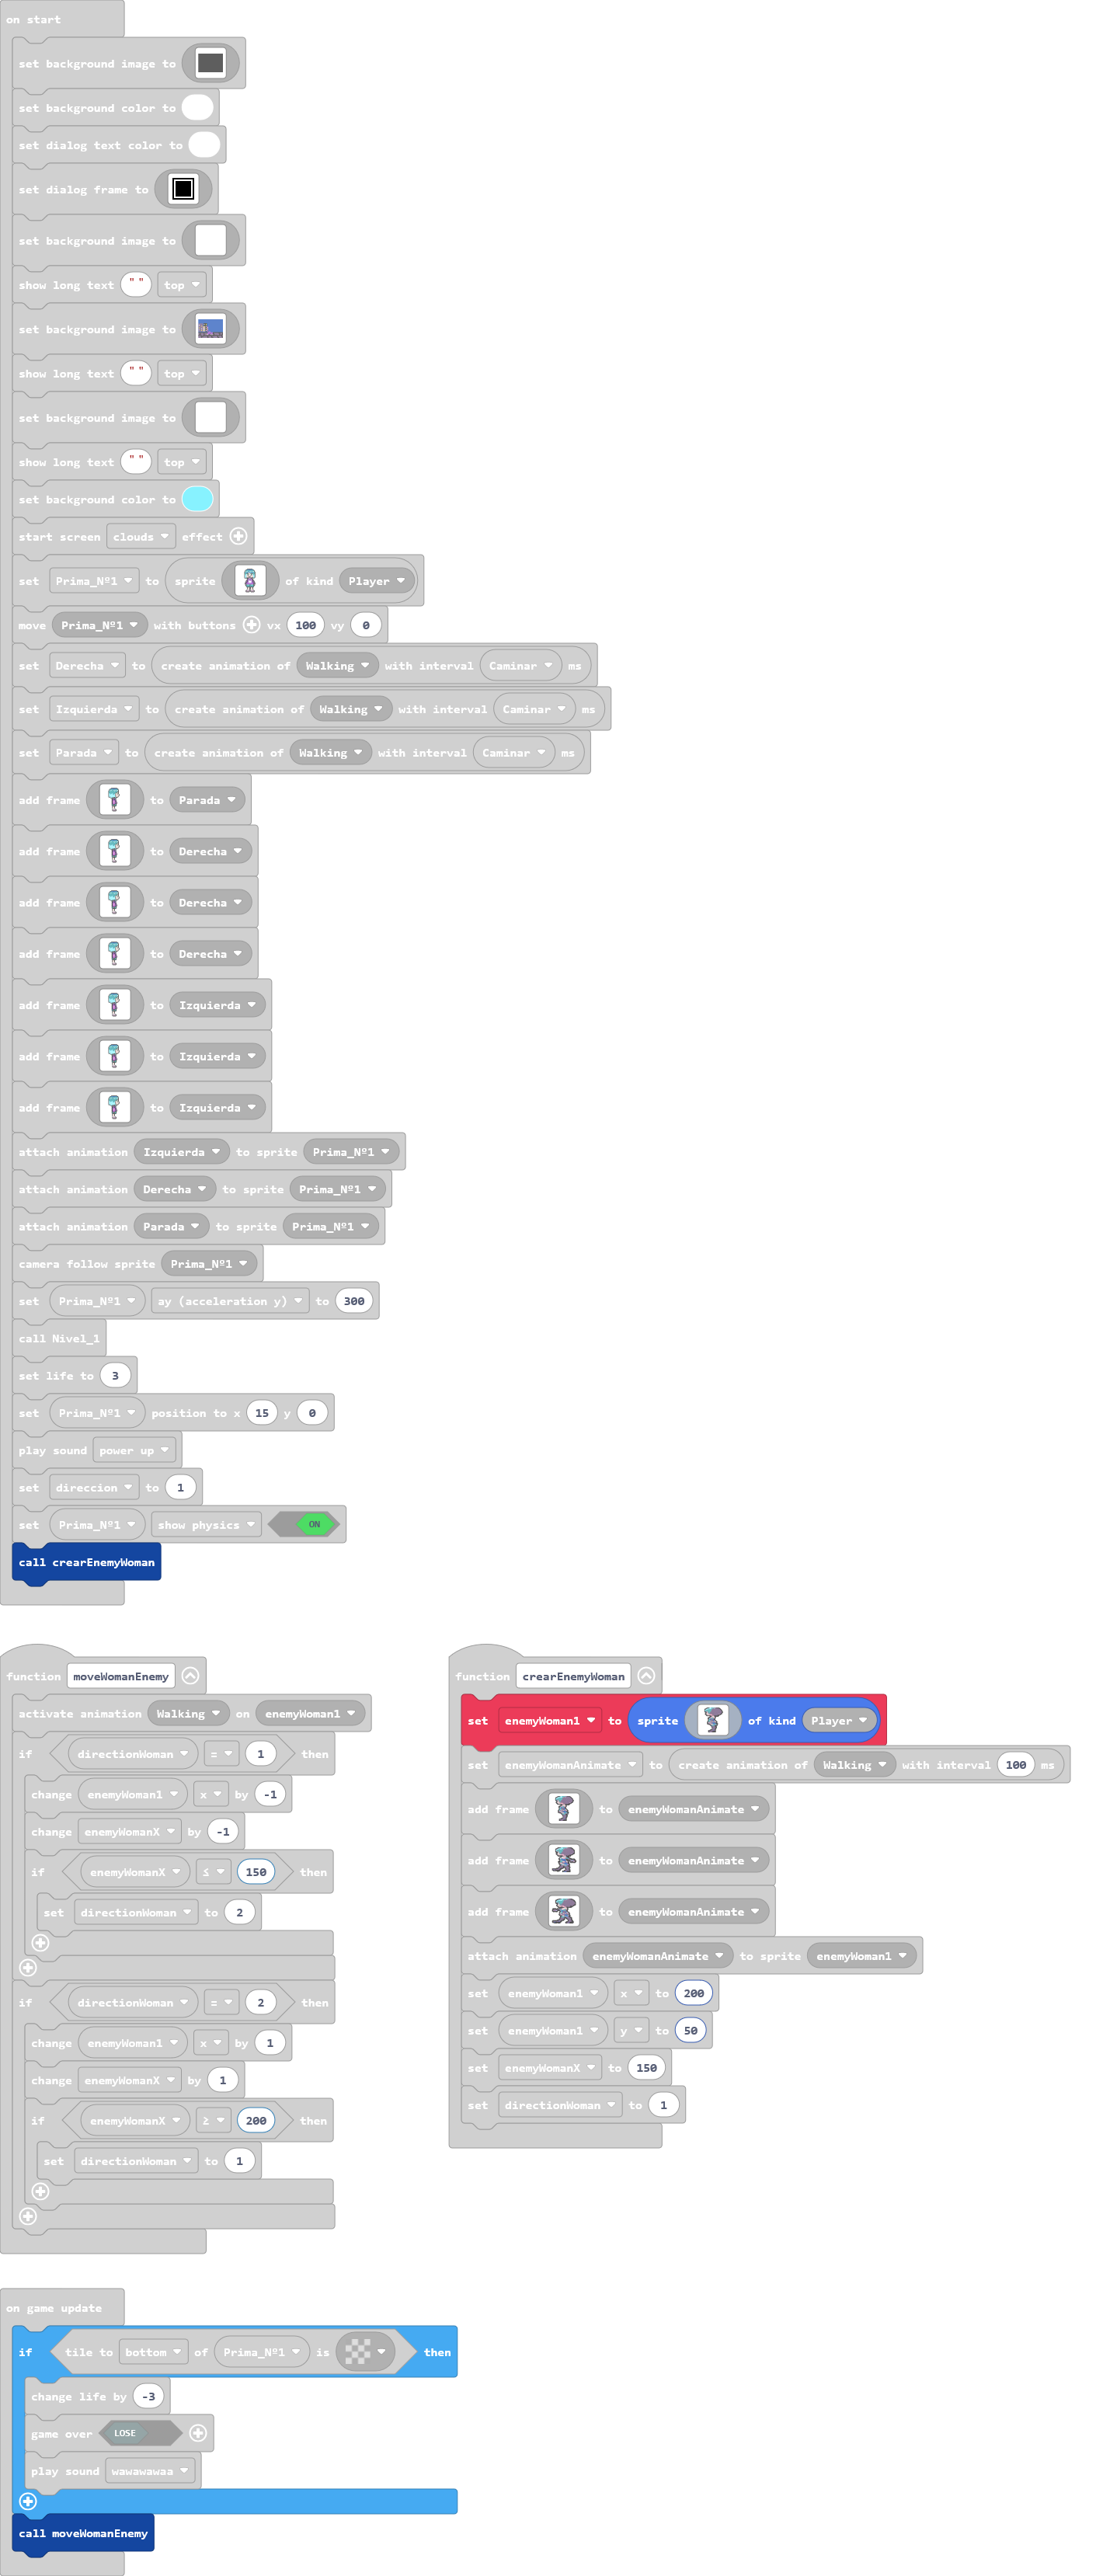 on start
set background image to
set background color to
set dialog text color to
set dialog frame to
set background image to
show long text " " top
set background image to
show long text " " top
set background image to
show long text " " top
set background color to
start screen clouds effect
set Prima_Nº1 to sprite of kind Player
move Prima_Nº1 with buttons vx 100 vy 0
set Derecha to create animation of Walking with interval Caminar ms
set Izquierda to create animation of Walking with interval Caminar ms
set Parada to create animation of Walking with interval Caminar ms
add frame to Parada
add frame to Derecha
add frame to Derecha
add frame to Derecha
add frame to Izquierda
add frame to Izquierda
add frame to Izquierda
attach animation Izquierda to sprite Prima_Nº1
attach animation Derecha to sprite Prima_Nº1
attach animation Parada to sprite Prima_Nº1
camera follow sprite Prima_Nº1
set Prima_Nº1 ay (acceleration y) to 300
call Nivel_1
set life to 3
set Prima_Nº1 position to x 15 y 0
play sound power up
set direccion to 1
set Prima_Nº1 show physics ON
call crearEnemyWoman
function moveWomanEnemy
activate animation Walking on enemyWoman1
if directionWoman = 1 then
change enemyWoman1 x by -1
change enemyWomanX by -1
if enemyWomanX ≤ 150 then
set directionWoman to 2
if directionWoman = 2 then
change enemyWoman1 x by 1
change enemyWomanX by 1
if enemyWomanX ≥ 200 then
set directionWoman to 1
function crearEnemyWoman
set enemyWoman1 to sprite of kind Player
set enemyWomanAnimate to create animation of Walking with interval 100 ms
add frame to enemyWomanAnimate
add frame to enemyWomanAnimate
add frame to enemyWomanAnimate
attach animation enemyWomanAnimate to sprite enemyWoman1
set enemyWoman1 x to 200
set enemyWoman1 y to 50
set enemyWomanX to 150
set directionWoman to 1
on game update
if tile to bottom of Prima_Nº1 is then
change life by -3
game over LOSE
play sound wawawawaa
call moveWomanEnemy